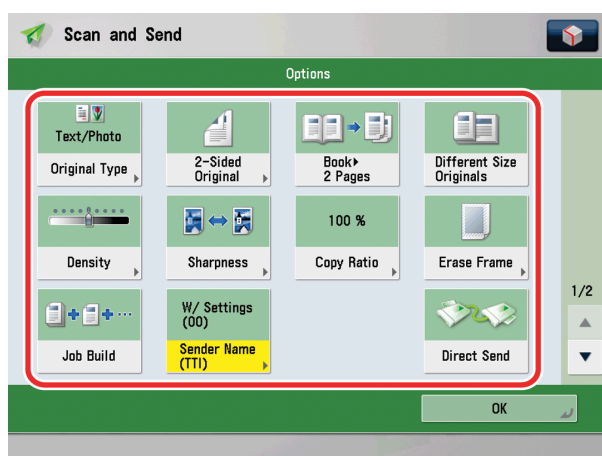 Scan and Send
Options
Text/Photo
Original Type
2-Sided
Original
Book▸
2 Pages
Different Size
Originals
Density
Sharpness
100 %
Copy Ratio
Erase Frame
1/2
Job Build
W/ Settings
(00)
Sender Name
(TTI)
Direct Send
OK